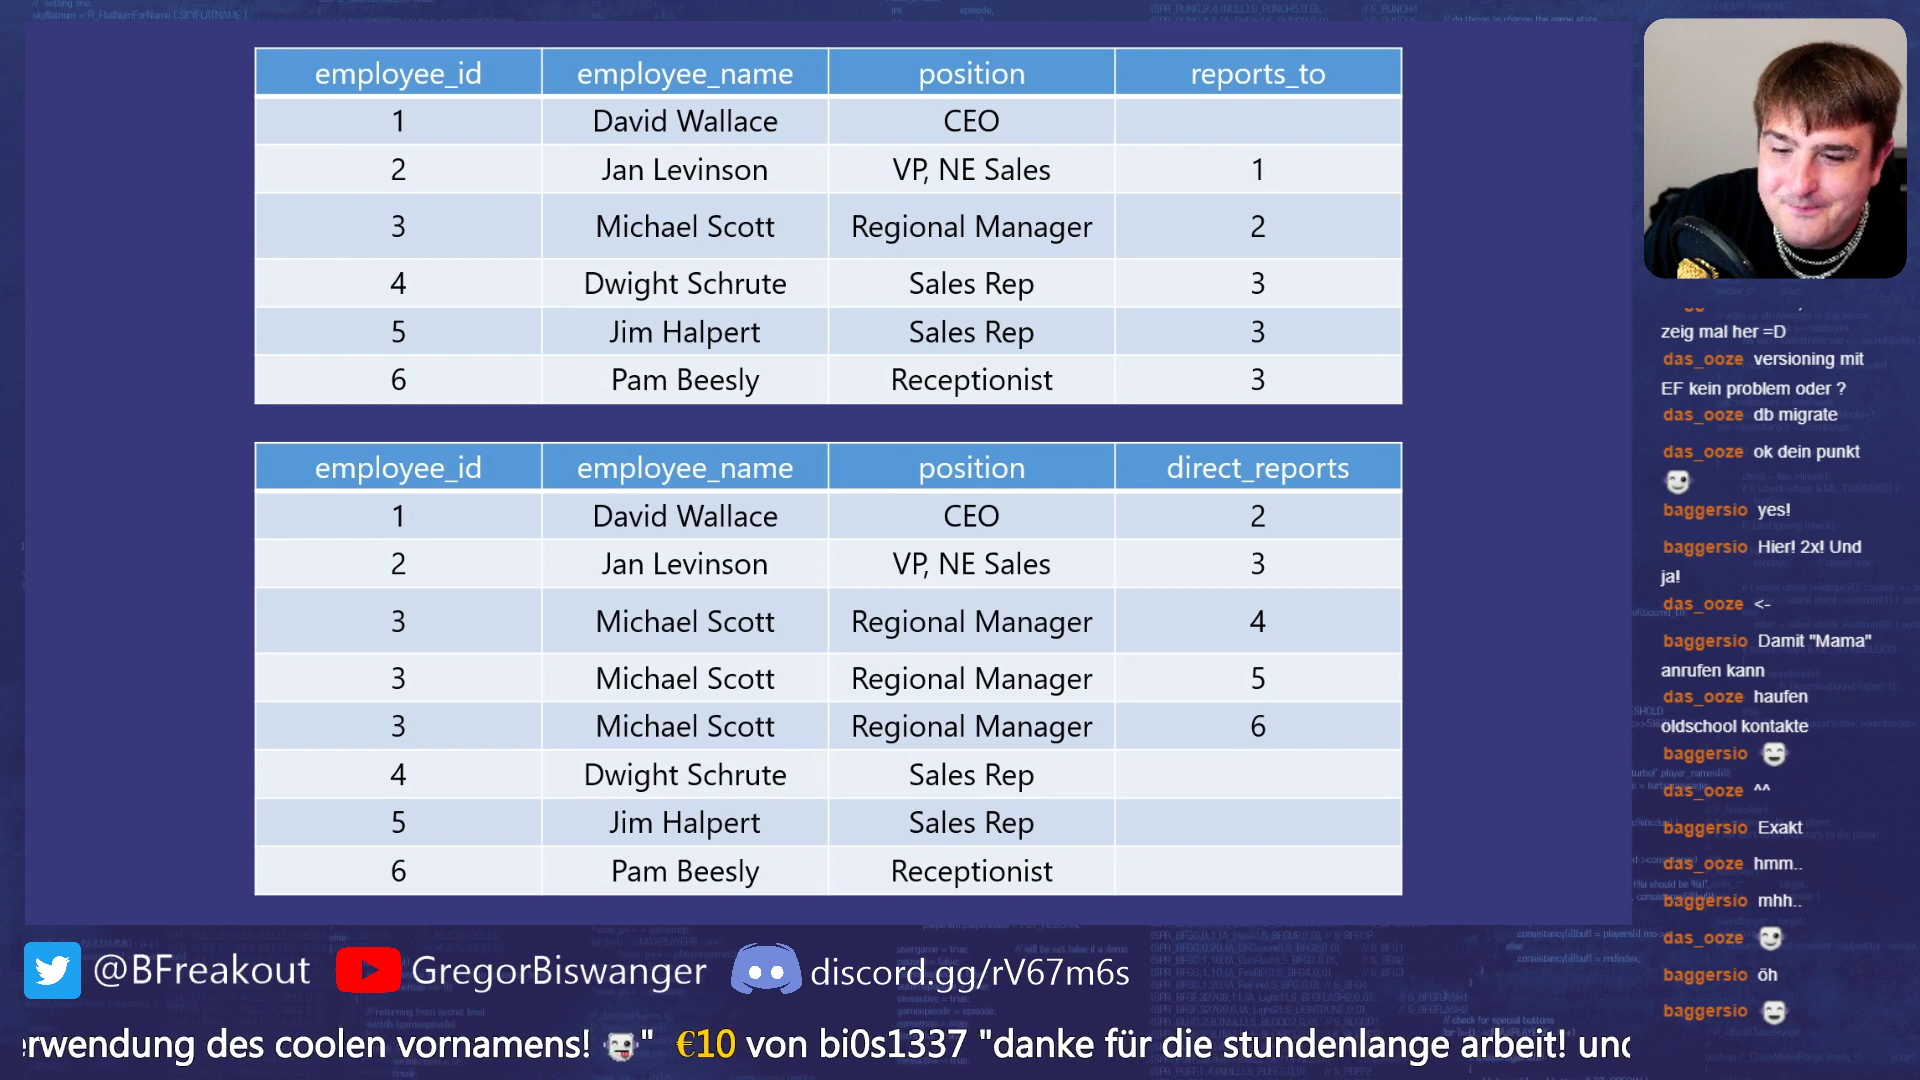 employee_id employee_name position reports_to
1 David Wallace CEO
2 Jan Levinson VP, NE Sales 1
3 Michael Scott Regional Manager 2
4 Dwight Schrute Sales Rep 3
5 Jim Halpert Sales Rep 3
6 Pam Beesly Receptionist 3
employee_id employee_name position direct_reports
1 David Wallace CEO 2
2 Jan Levinson VP, NE Sales 3
3 Michael Scott Regional Manager 4
3 Michael Scott Regional Manager 5
3 Michael Scott Regional Manager 6
4 Dwight Schrute Sales Rep
5 Jim Halpert Sales Rep
6 Pam Beesly Receptionist
zeig mal her =D
das_ooze versioning mit
EF kein problem oder ?
das_ooze db migrate
das_ooze ok dein punkt
baggersio yes!
baggersio Hier! 2x! Und
ja!
das_ooze <-
baggersio Damit "Mama"
anrufen kann
das_ooze haufen
oldschool kontakte
baggersio
das_ooze ^^
baggersio Exakt
das_ooze hmm..
baggersio mhh..
das_ooze
baggersio öh
baggersio
@BFreakout GregorBiswanger discord.gg/rV67m6s
rwendung des coolen vornamens! 😜" €10 von bi0s1337 "danke für die stundenlange arbeit! und